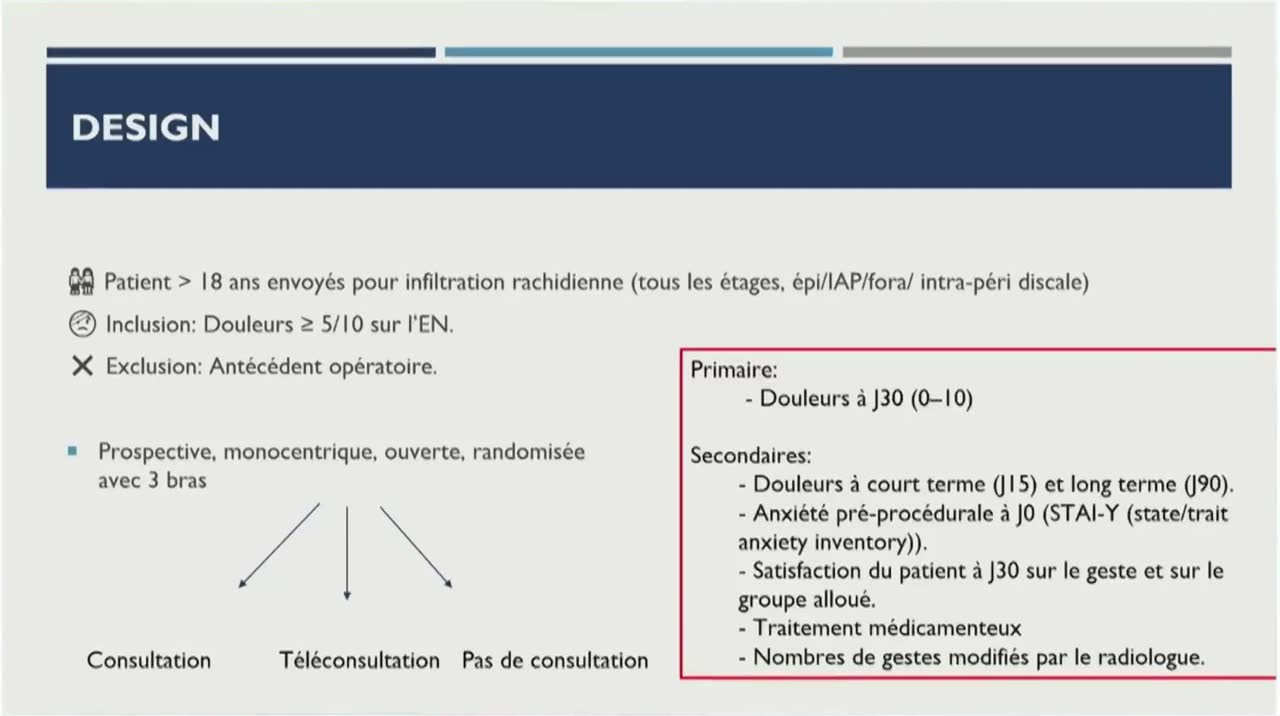 DESIGN
Patient > 18 ans envoyés pour infiltration rachidienne (tous les étages, épi/IAP/fora/ intra-péri discale)
Inclusion: Douleurs ≥ 5/10 sur l'EN.
Exclusion: Antécédent opératoire.
Prospective, monocentrique, ouverte, randomisée
avec 3 bras
Consultation
Téléconsultation
Pas de consultation
Primaire:
- Douleurs à J30 (0–10)
Secondaires:
- Douleurs à court terme (J15) et long terme (J90).
- Anxiété pré-procédurale à J0 (STAI-Y (state/trait
anxiety inventory)).
- Satisfaction du patient à J30 sur le geste et sur le
groupe alloué.
- Traitement médicamenteux
- Nombres de gestes modifiés par le radiologue.